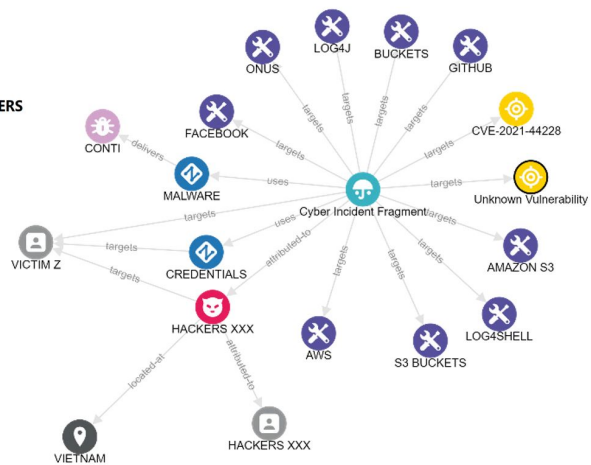 LOG4J
BUCKETS
ONUS
GITHUB
ERS
FACEBOOK
CVE-2021-44228
CONTI
delivers
targets
targets
targets
targets
targets
targets
MALWARE
uses
targets
Unknown Vulnerability
Cyber Incident Fragment
targets
targets
uses
VICTIM Z
targets
CREDENTIALS
attributed-to
targets
targets
targets
targets
AMAZON S3
HACKERS XXX
LOG4SHELL
AWS
S3 BUCKETS
located-at
attributed-to
HACKERS XXX
VIETNAM